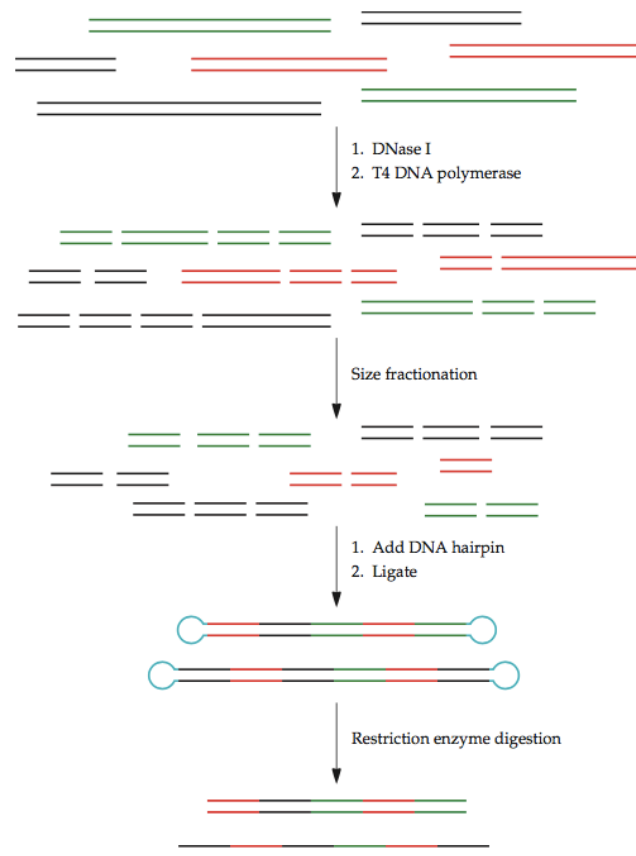 1. DNase I
2. T4 DNA polymerase
Size fractionation
1. Add DNA hairpin
2. Ligate
Restriction enzyme digestion